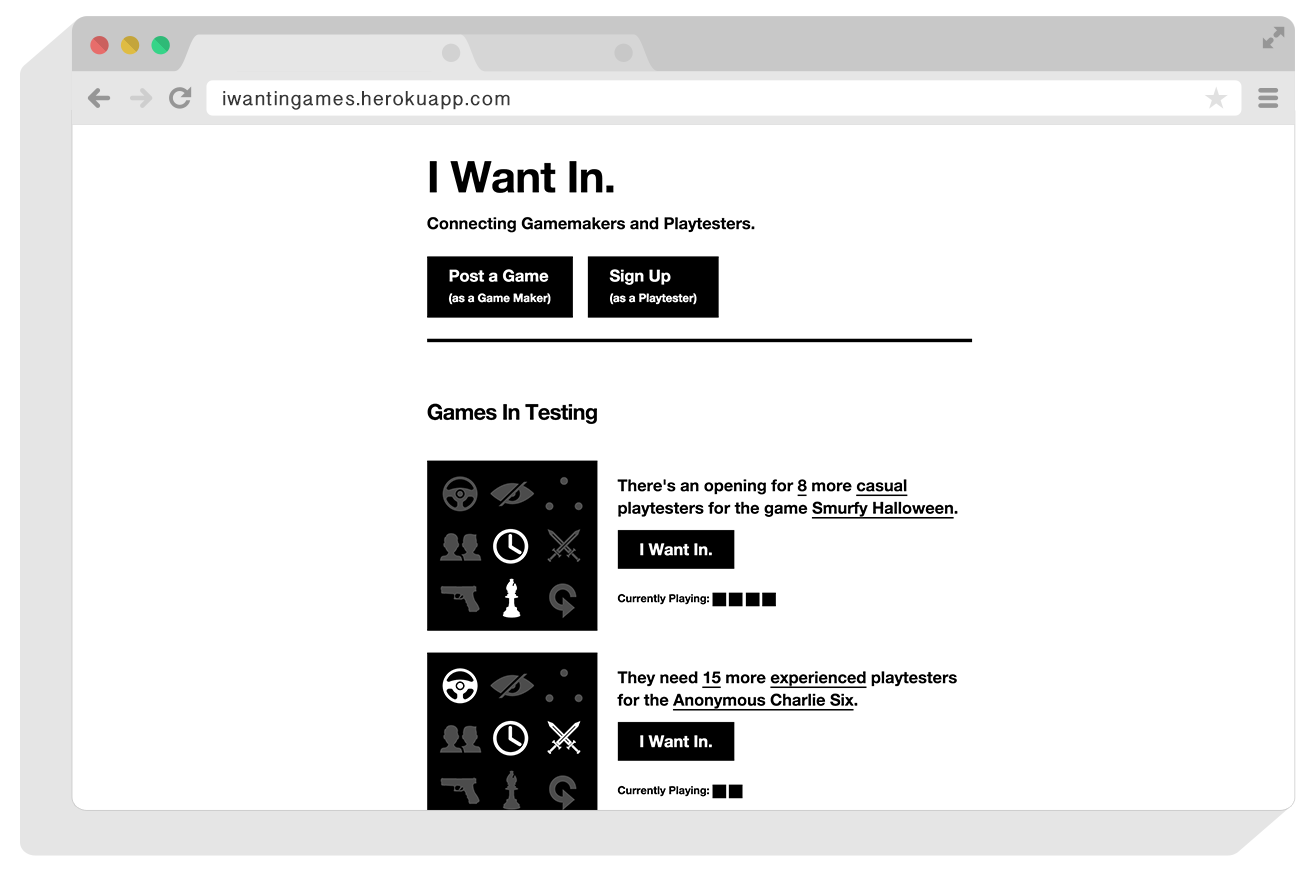 iwantingames.herokuapp.com
I Want In.
Connecting Gamemakers and Playtesters.
Post a Game
(as a Game Maker)
Sign Up
(as a Playtester)
Games In Testing
There's an opening for 8 more casual
playtesters for the game Smurfy Halloween.
I Want In.
Currently Playing:
They need 15 more experienced playtesters
for the Anonymous Charlie Six.
I Want In.
Currently Playing: